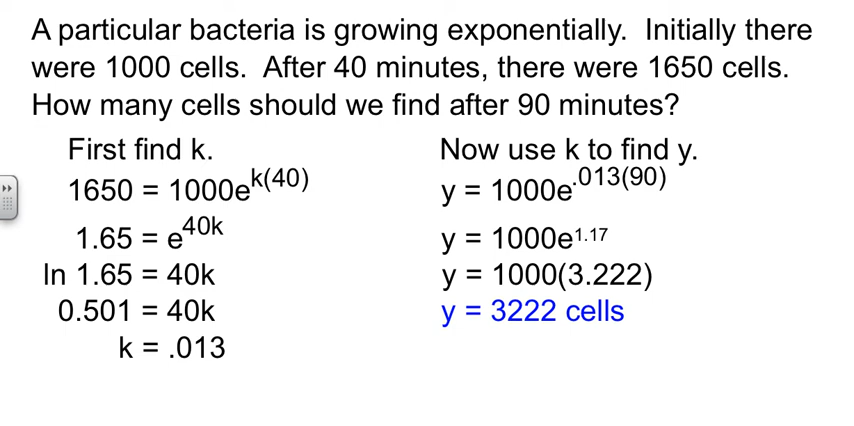 A particular bacteria is growing exponentially.  Initially there
were 1000 cells.  After 40 minutes, there were 1650 cells.
How many cells should we find after 90 minutes?
First find k.
1650 = 1000e^k(40)
1.65 = e^40k
ln 1.65 = 40k
0.501 = 40k
k = .013
Now use k to find y.
y = 1000e^.013(90)
y = 1000e^1.17
y = 1000(3.222)
y = 3222 cells